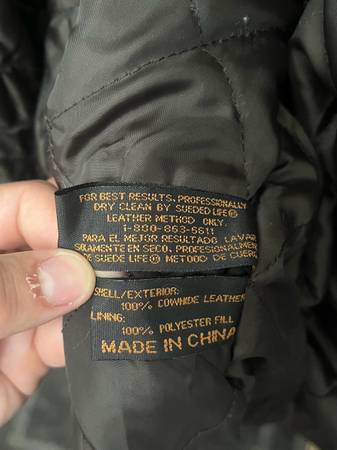 FOR BEST RESULTS, PROFESSIONALLY
DRY CLEAN BY SUEDED LIFE®
LEATHER METHOD ONLY.
1-800-863-6611
PARA EL MEJOR RESULTADO LAVAR
SOLAMENTE EN SECO. PROFESIONALMENTE
DE SUEDE LIFE® METODO DE CUERO
SHELL/EXTERIOR:
100% COWHIDE LEATHER
LINING:
100% POLYESTER FILL
MADE IN CHINA